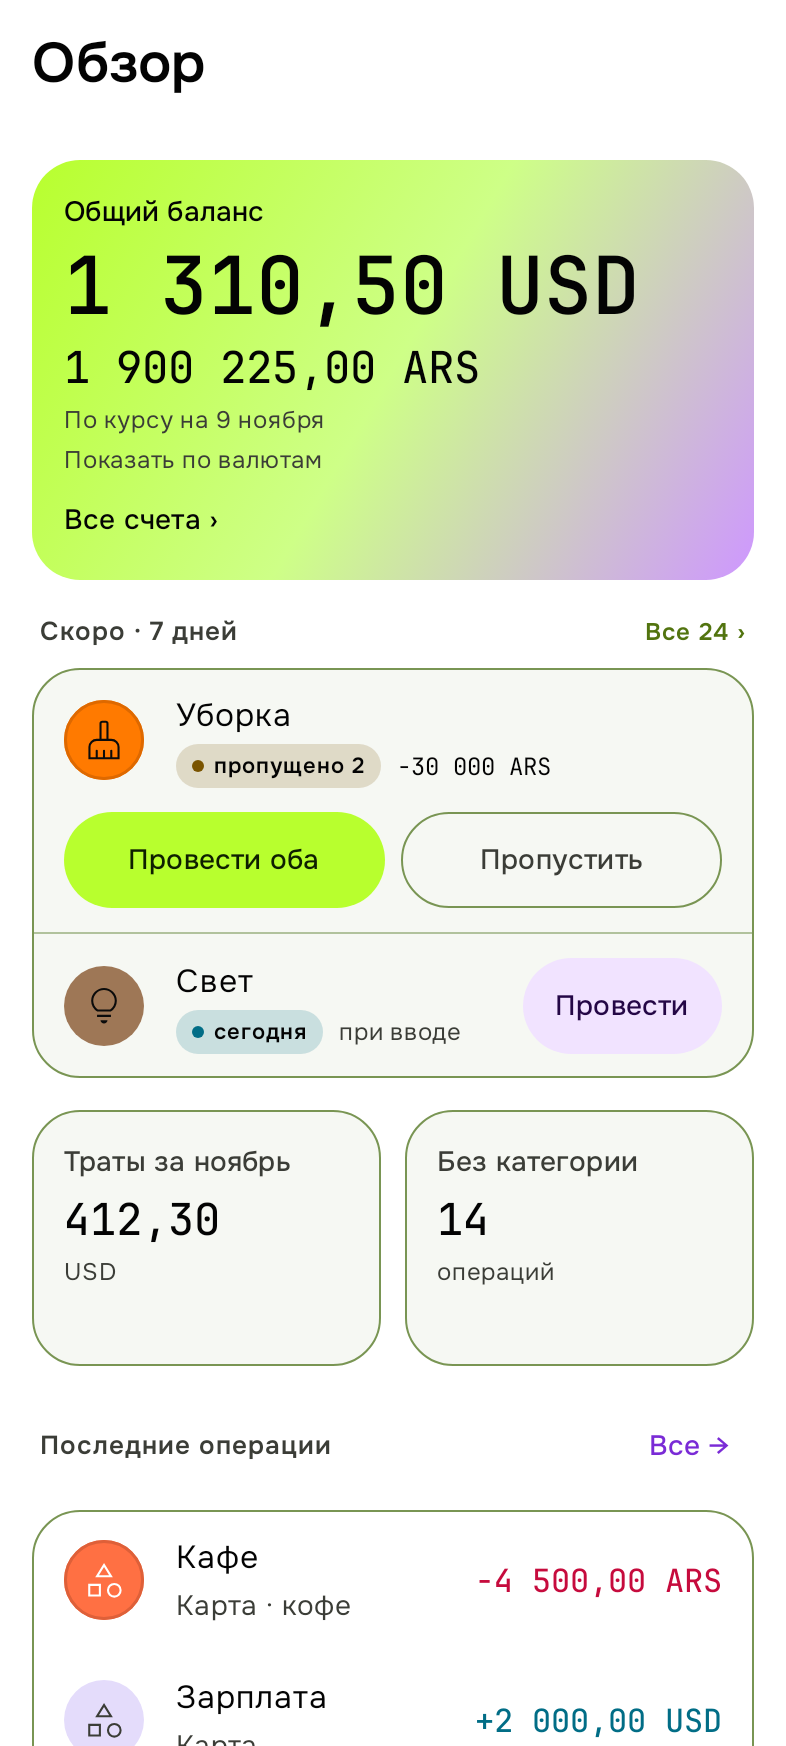 Обзор
Общий баланс
1 310,50 USD
1 900 225,00 ARS
По курсу на 9 ноября
Показать по валютам
Все счета ›
Скоро · 7 дней
Все 24 ›
Уборка
пропущено 2 -30 000 ARS
Провести оба
Пропустить
Свет
сегодня при вводе
Провести
Траты за ноябрь
412,30
USD
Без категории
14
операций
Последние операции
Все →
Кафе
Карта · кофе
-4 500,00 ARS
Зарплата
Карта
+2 000,00 USD